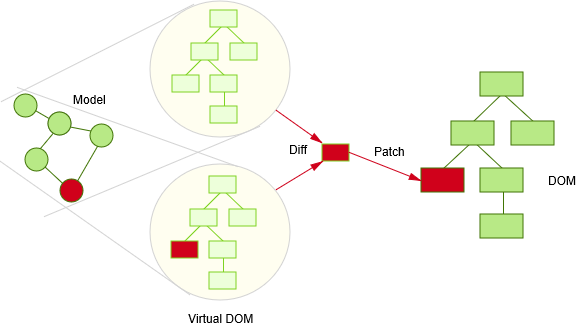 Model
Diff
Patch
DOM
Virtual DOM